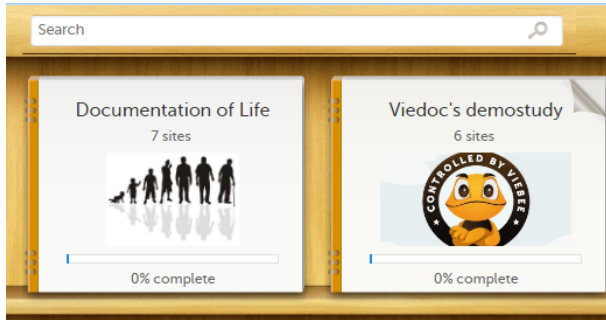 Search
Documentation of Life
7 sites
0% complete
Viedoc's demostudy
6 sites
CONTROLLED BY VIEBEE
0% complete